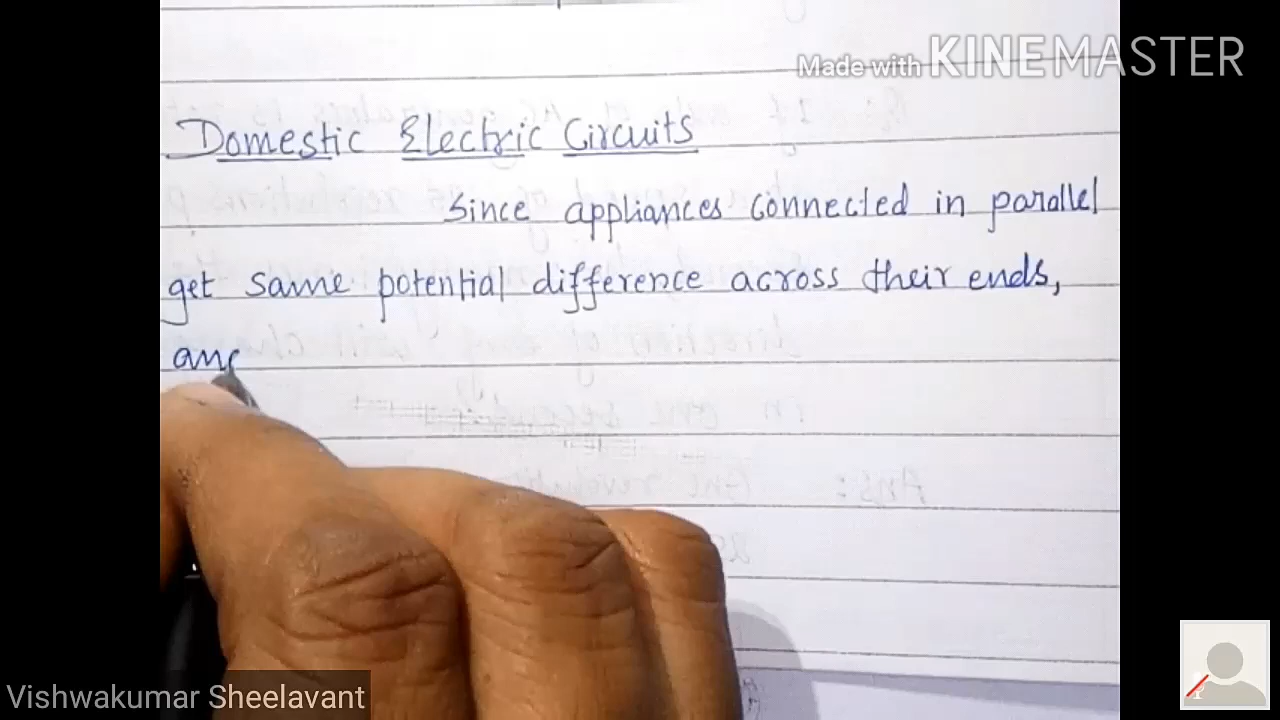 Made with KINEMASTER
Domestic Electric Circuits
Since appliances connected in parallel
get same potential difference across their ends,
and
Vishwakumar Sheelavant